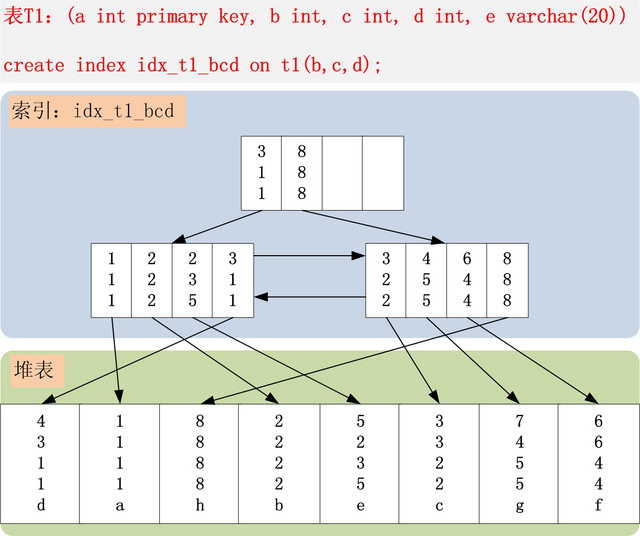 表T1: (a int primary key, b int, c int, d int, e varchar(20))
create index idx_t1_bcd on t1(b,c,d);
索引: idx_t1_bcd
3 8
1 8
1 8
1 2 2 3
1 2 3 1
1 2 5 1
3 4 6 8
2 5 4 8
2 5 4 8
堆表
4 1 8 2 5 3 7 6
3 1 8 2 2 3 4 6
1 1 8 2 3 2 5 4
1 1 8 2 5 2 5 4
d a h b e c g f